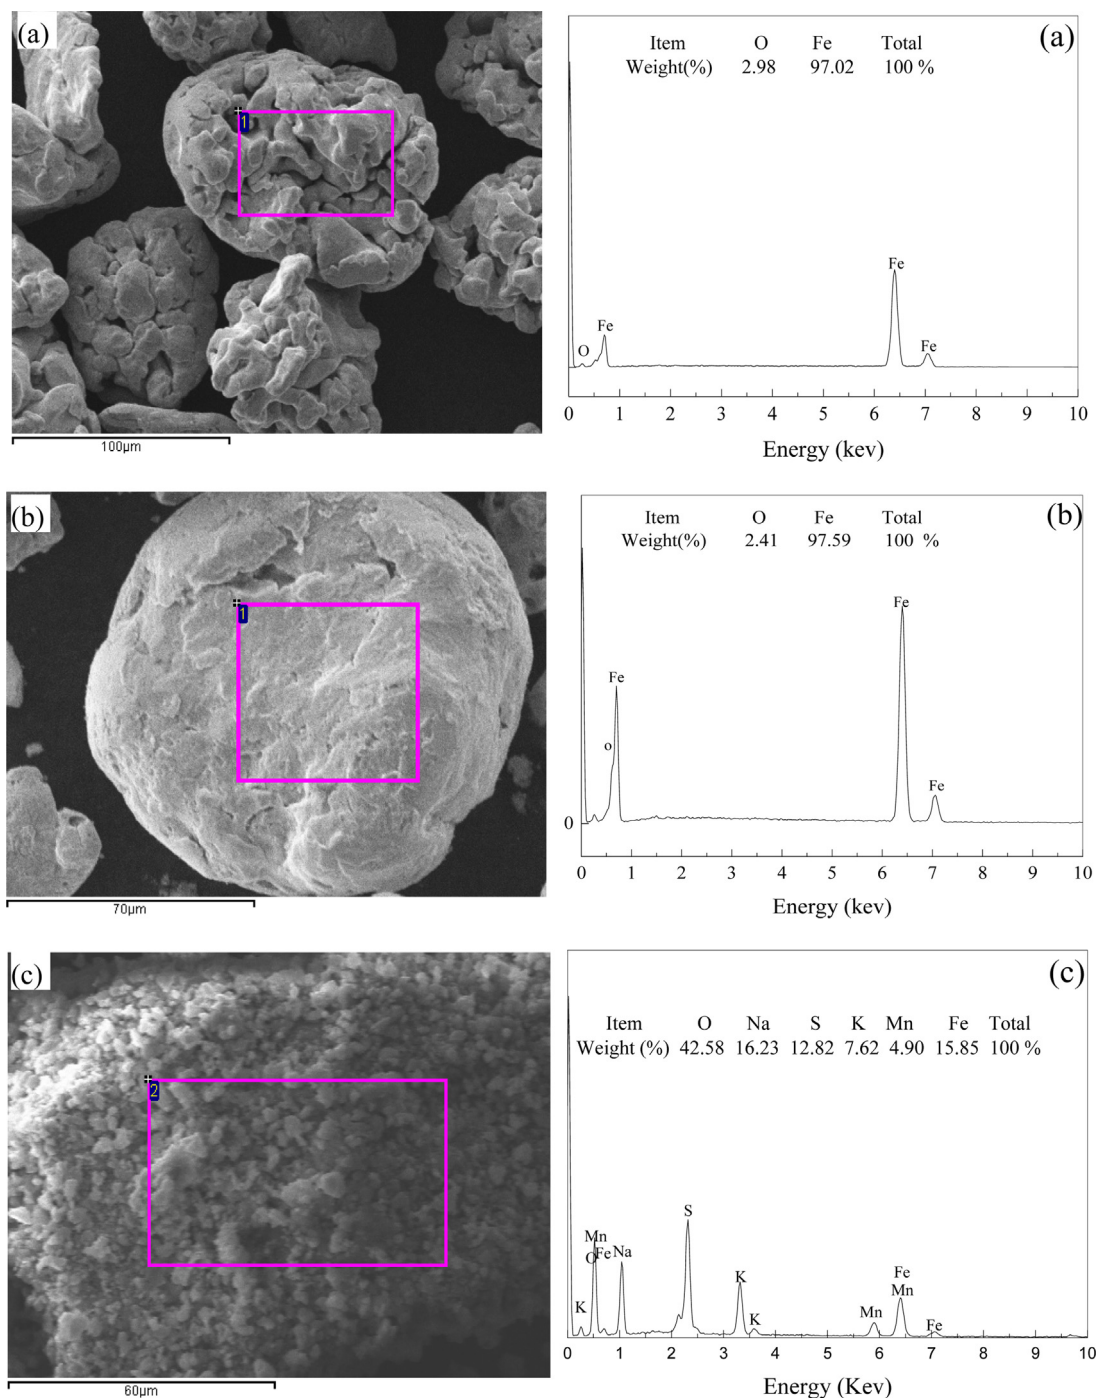 (a)
1
100μm
(a)
Item O Fe Total
Weight(%) 2.98 97.02 100 %
Fe
Fe
O
Fe
0 1 2 3 4 5 6 7 8 9 10
Energy (kev)
(b)
1
70μm
(b)
Item O Fe Total
Weight(%) 2.41 97.59 100 %
Fe
Fe
o
Fe
0
0 1 2 3 4 5 6 7 8 9 10
Energy (kev)
(c)
2
60μm
(c)
Item O Na S K Mn Fe Total
Weight (%) 42.58 16.23 12.82 7.62 4.90 15.85 100 %
S
Mn
O Fe Na
K
K
K
Fe
Mn
Mn
Fe
0 1 2 3 4 5 6 7 8 9 10
Energy (Kev)